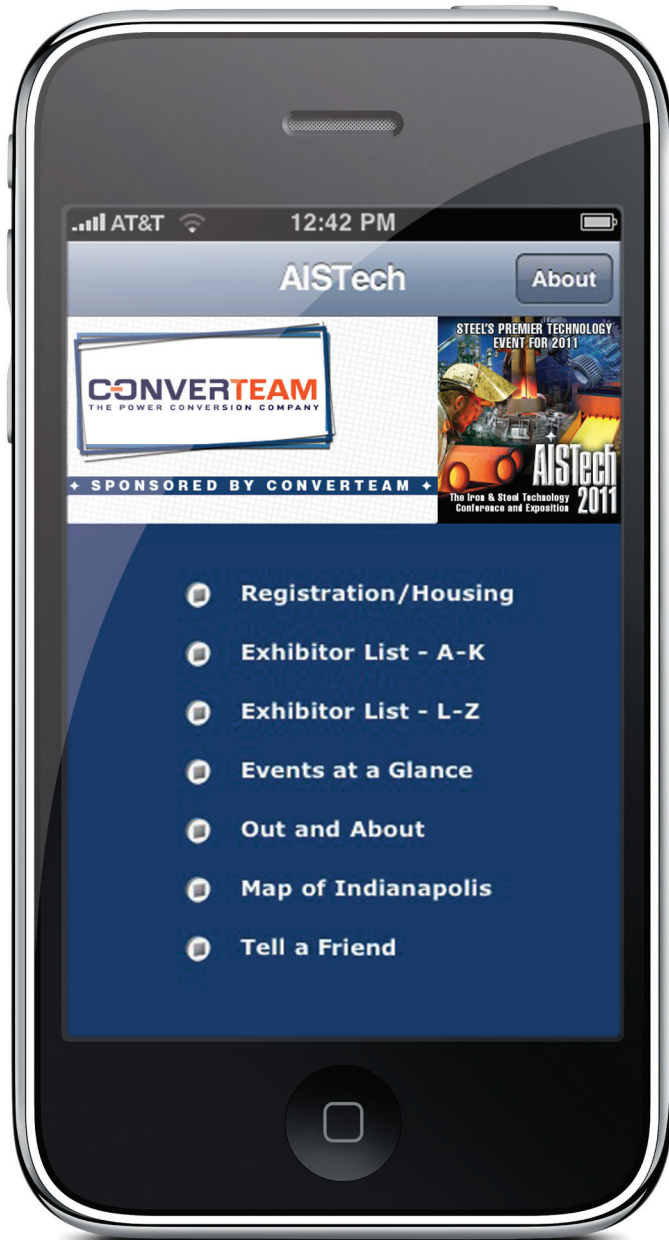 AT&T 12:42 PM
AISTech
About
CONVERTEAM
THE POWER CONVERSION COMPANY
SPONSORED BY CONVERTEAM
STEEL'S PREMIER TECHNOLOGY
EVENT FOR 2011
AISTech
2011
The Iron & Steel Technology
Conference and Exposition
Registration/Housing
Exhibitor List - A-K
Exhibitor List - L-Z
Events at a Glance
Out and About
Map of Indianapolis
Tell a Friend